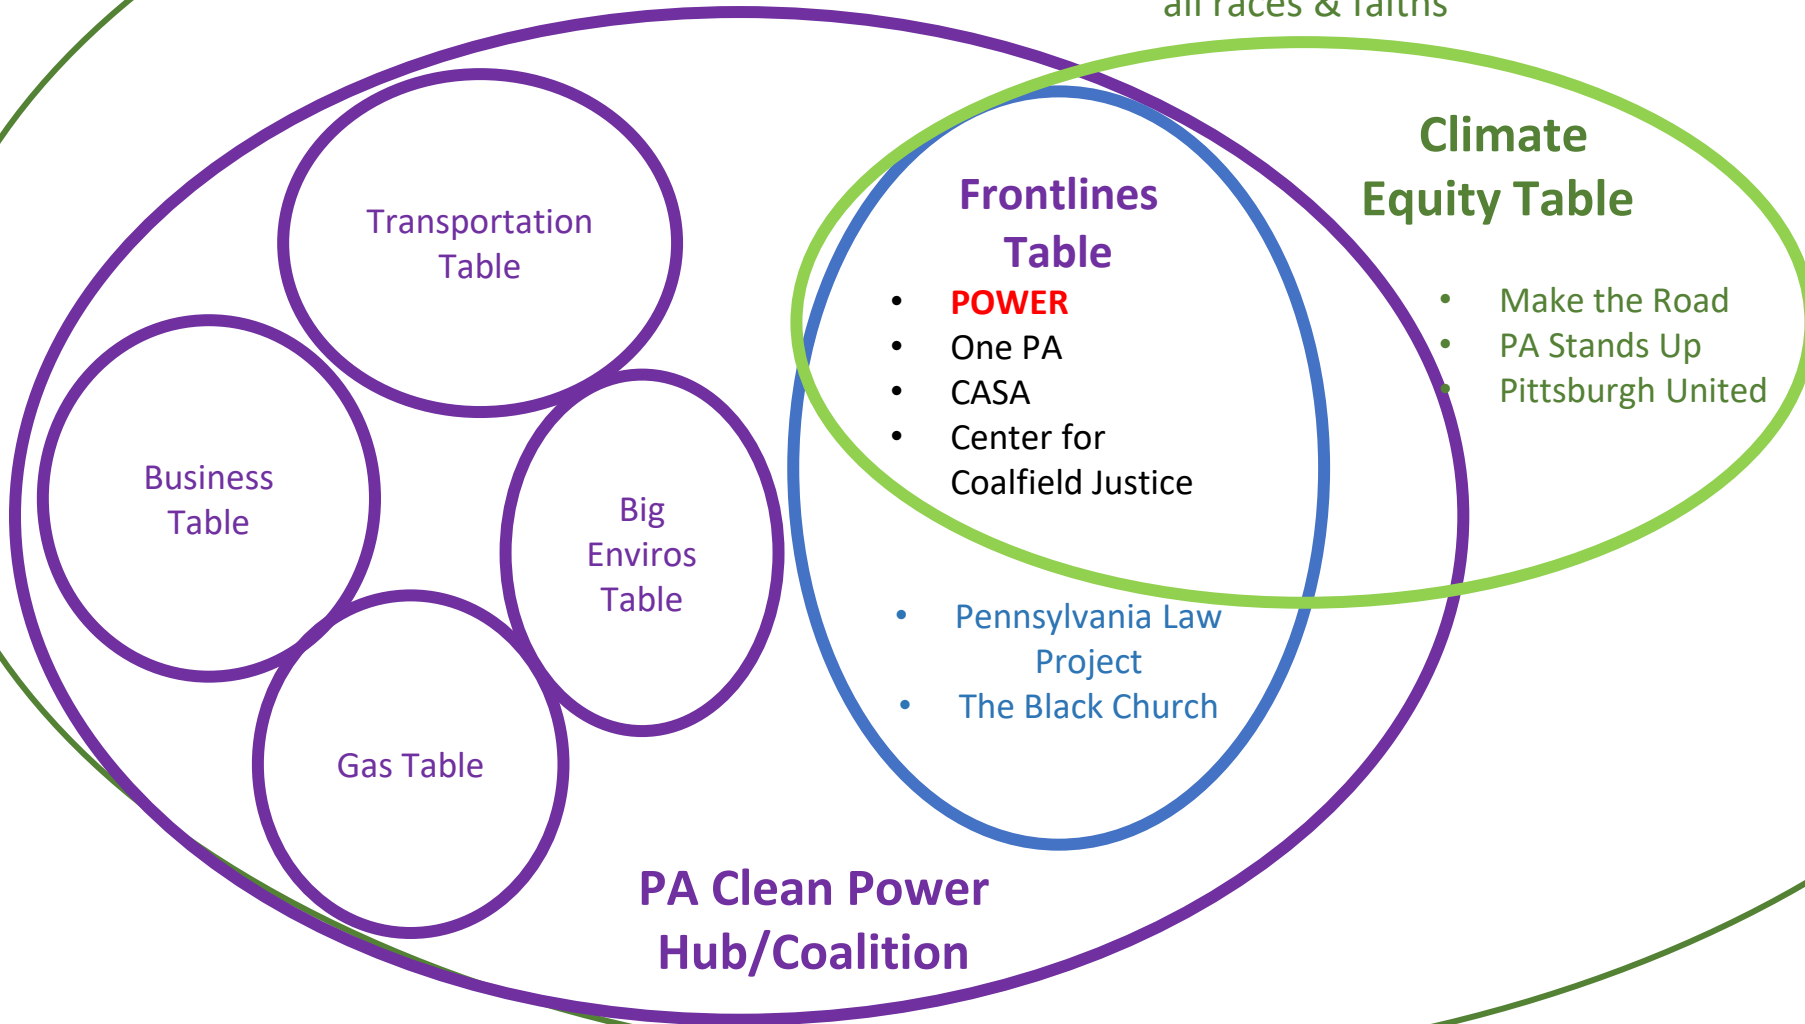 all races & faiths
Climate
Equity Table
Frontlines
Table
• POWER
• One PA
• CASA
• Center for
Coalfield Justice
• Make the Road
• PA Stands Up
• Pittsburgh United
Transportation
Table
Business
Table
Big
Enviros
Table
• Pennsylvania Law
Project
• The Black Church
Gas Table
PA Clean Power
Hub/Coalition